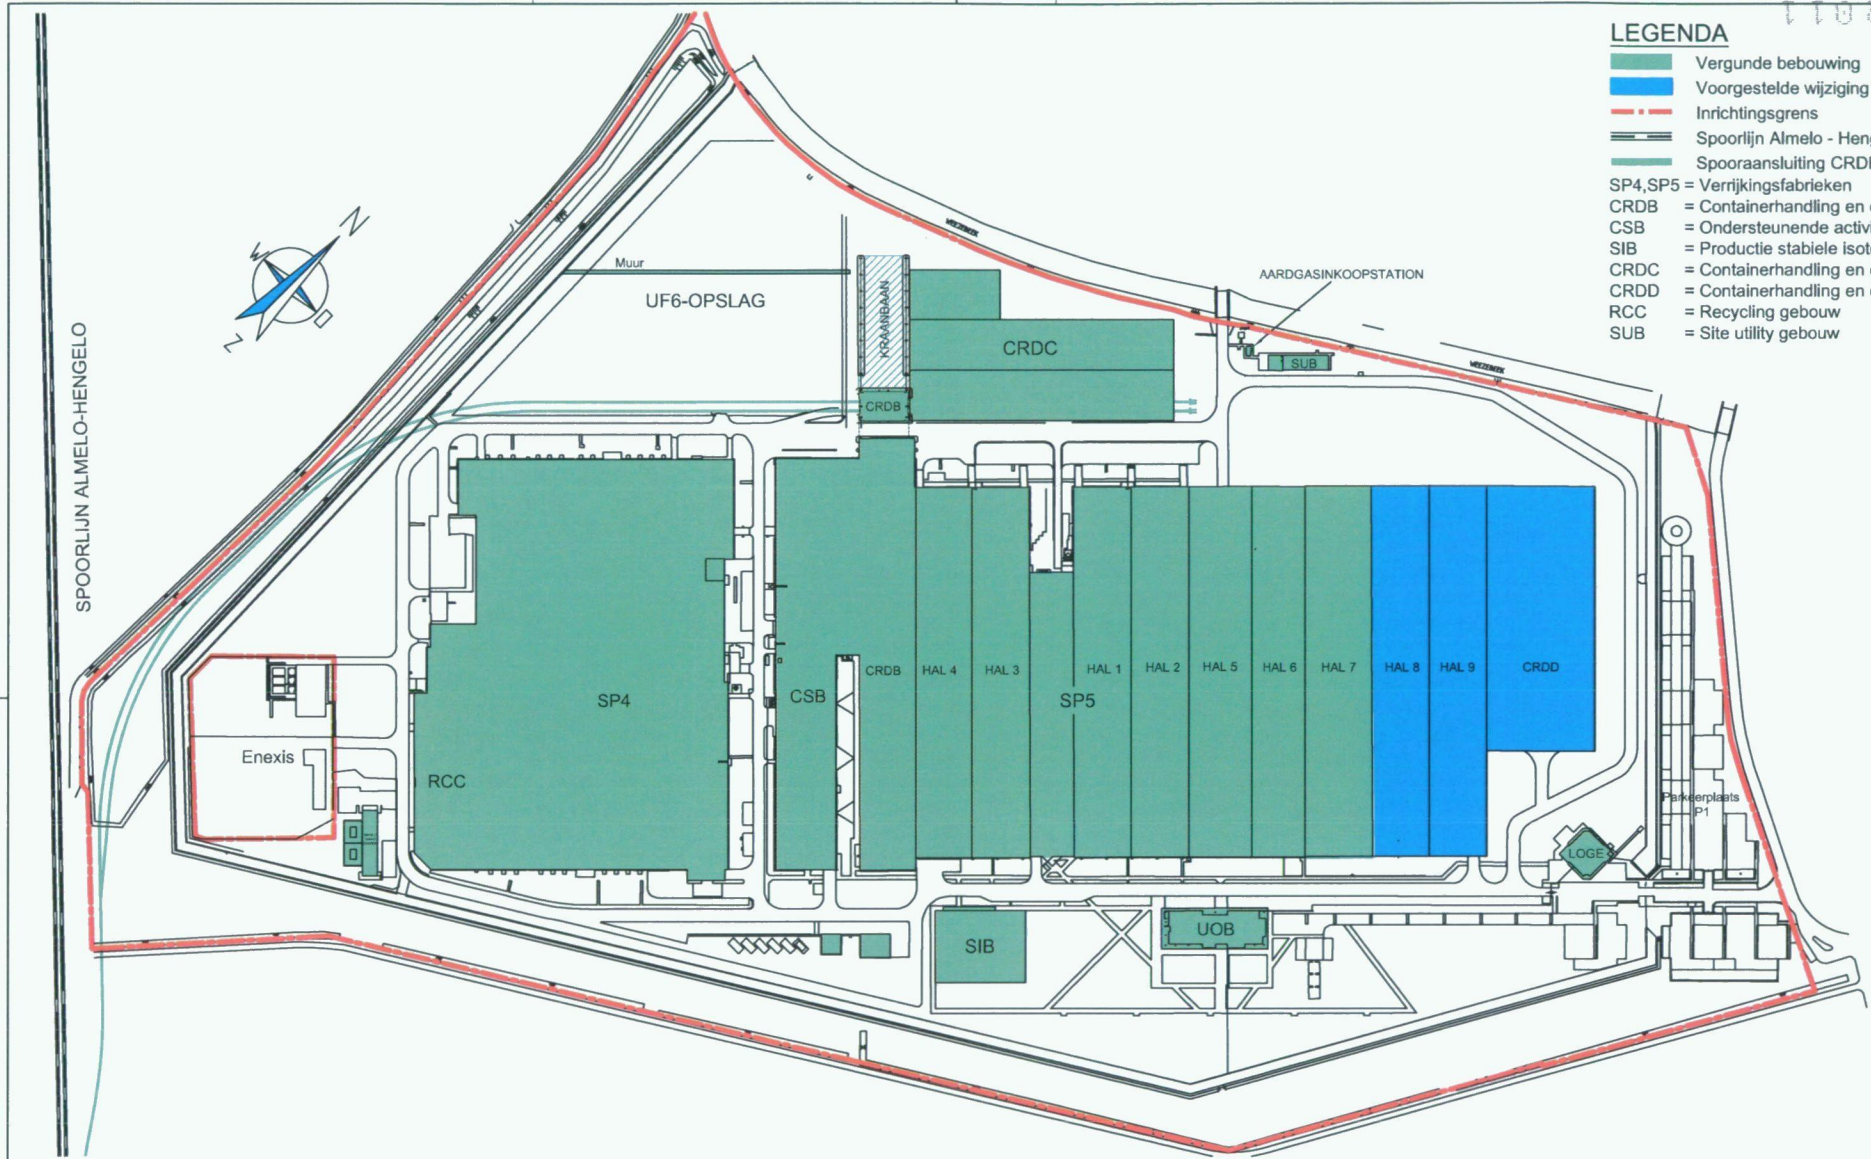 LEGENDA
Vergunde bebouwing
Voorgestelde wijziging
Inrichtingsgrens
Spoorlijn Almelo - Heng
Spooraansluiting CRD
SP4,SP5 = Verrijkingsfabrieken
CRDB = Containerhandling en
CSB = Ondersteunende activi
SIB = Productie stabiele isot
CRDC = Containerhandling en
CRDD = Containerhandling en
RCC = Recycling gebouw
SUB = Site utility gebouw
N
W
O
Z
SPOORLIJN ALMELO-HENGELO
Muur
UF6-OPSLAG
KRAANBAAN
CRDC
CRDB
AARDGASINKOOPSTATION
SUB
WEEZEBEEK
WEEZEBEEK
SP4
RCC
Enexis
CSB
CRDB
HAL 4
HAL 3
HAL 1
HAL 2
HAL 5
HAL 6
HAL 7
HAL 8
HAL 9
CRDD
SP5
Parkeerplaats
P1
LOGE
SIB
UOB